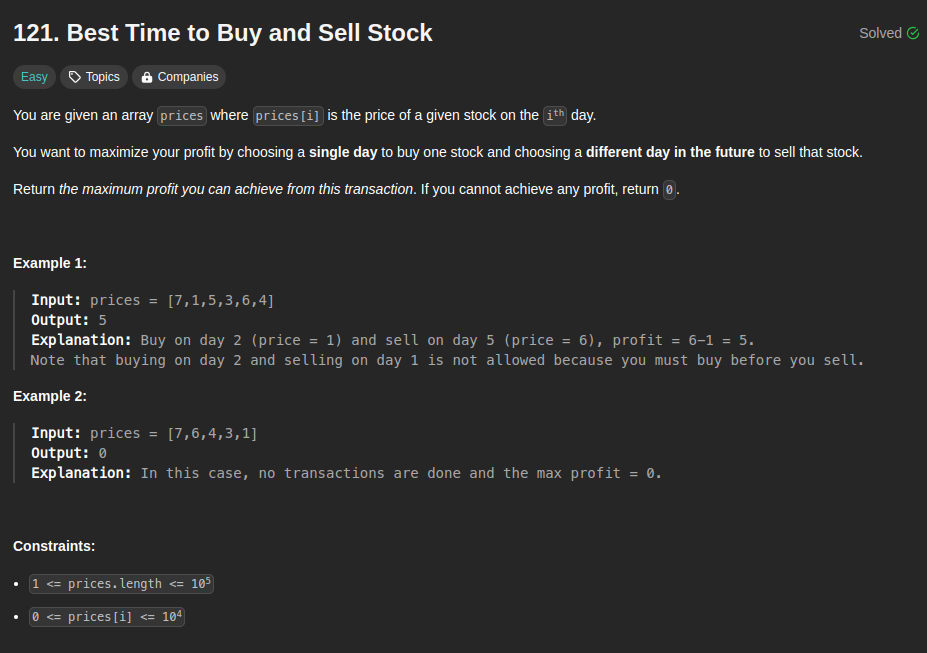 121. Best Time to Buy and Sell Stock
Solved
Easy Topics Companies
You are given an array prices where prices[i] is the price of a given stock on the ith day.
You want to maximize your profit by choosing a single day to buy one stock and choosing a different day in the future to sell that stock.
Return the maximum profit you can achieve from this transaction. If you cannot achieve any profit, return 0.
Example 1:
Input: prices = [7,1,5,3,6,4]
Output: 5
Explanation: Buy on day 2 (price = 1) and sell on day 5 (price = 6), profit = 6-1 = 5.
Note that buying on day 2 and selling on day 1 is not allowed because you must buy before you sell.
Example 2:
Input: prices = [7,6,4,3,1]
Output: 0
Explanation: In this case, no transactions are done and the max profit = 0.
Constraints:
• 1 <= prices.length <= 10⁵
• 0 <= prices[i] <= 10⁴